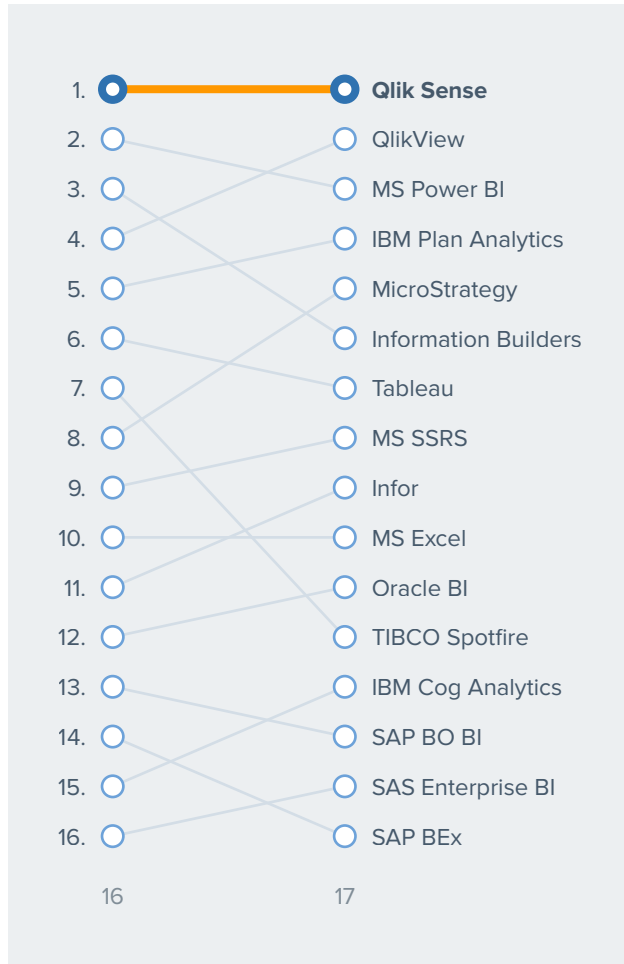 1. Qlik Sense
2. QlikView
3. MS Power BI
4. IBM Plan Analytics
5. MicroStrategy
6. Information Builders
7. Tableau
8. MS SSRS
9. Infor
10. MS Excel
11. Oracle BI
12. TIBCO Spotfire
13. IBM Cog Analytics
14. SAP BO BI
15. SAS Enterprise BI
16. SAP BEx
16 17